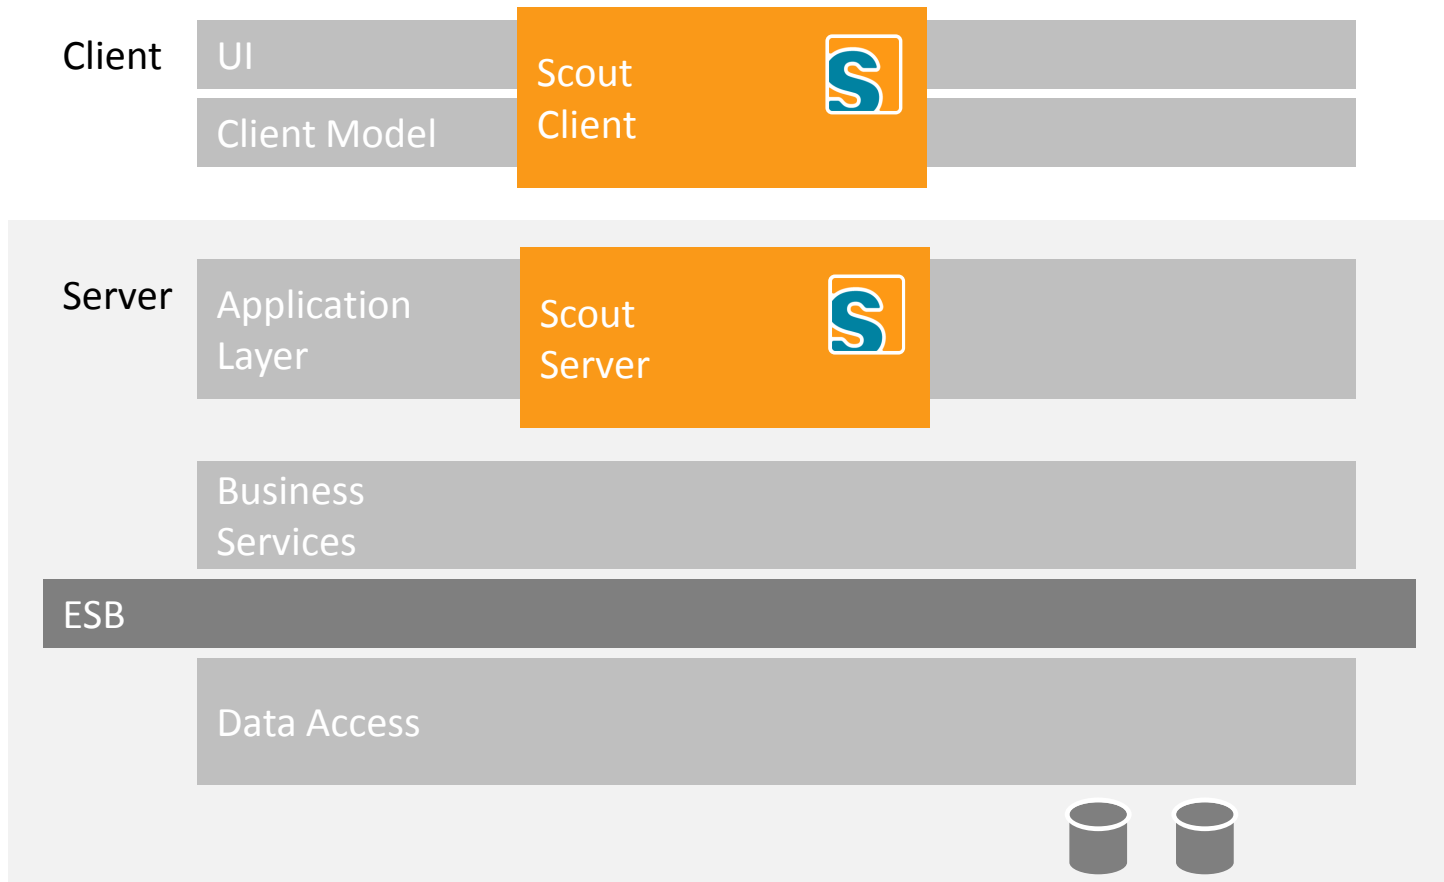 Client
UI
Client Model
Scout
Client
S
Server
Application
Layer
Scout
Server
S
Business
Services
ESB
Data Access